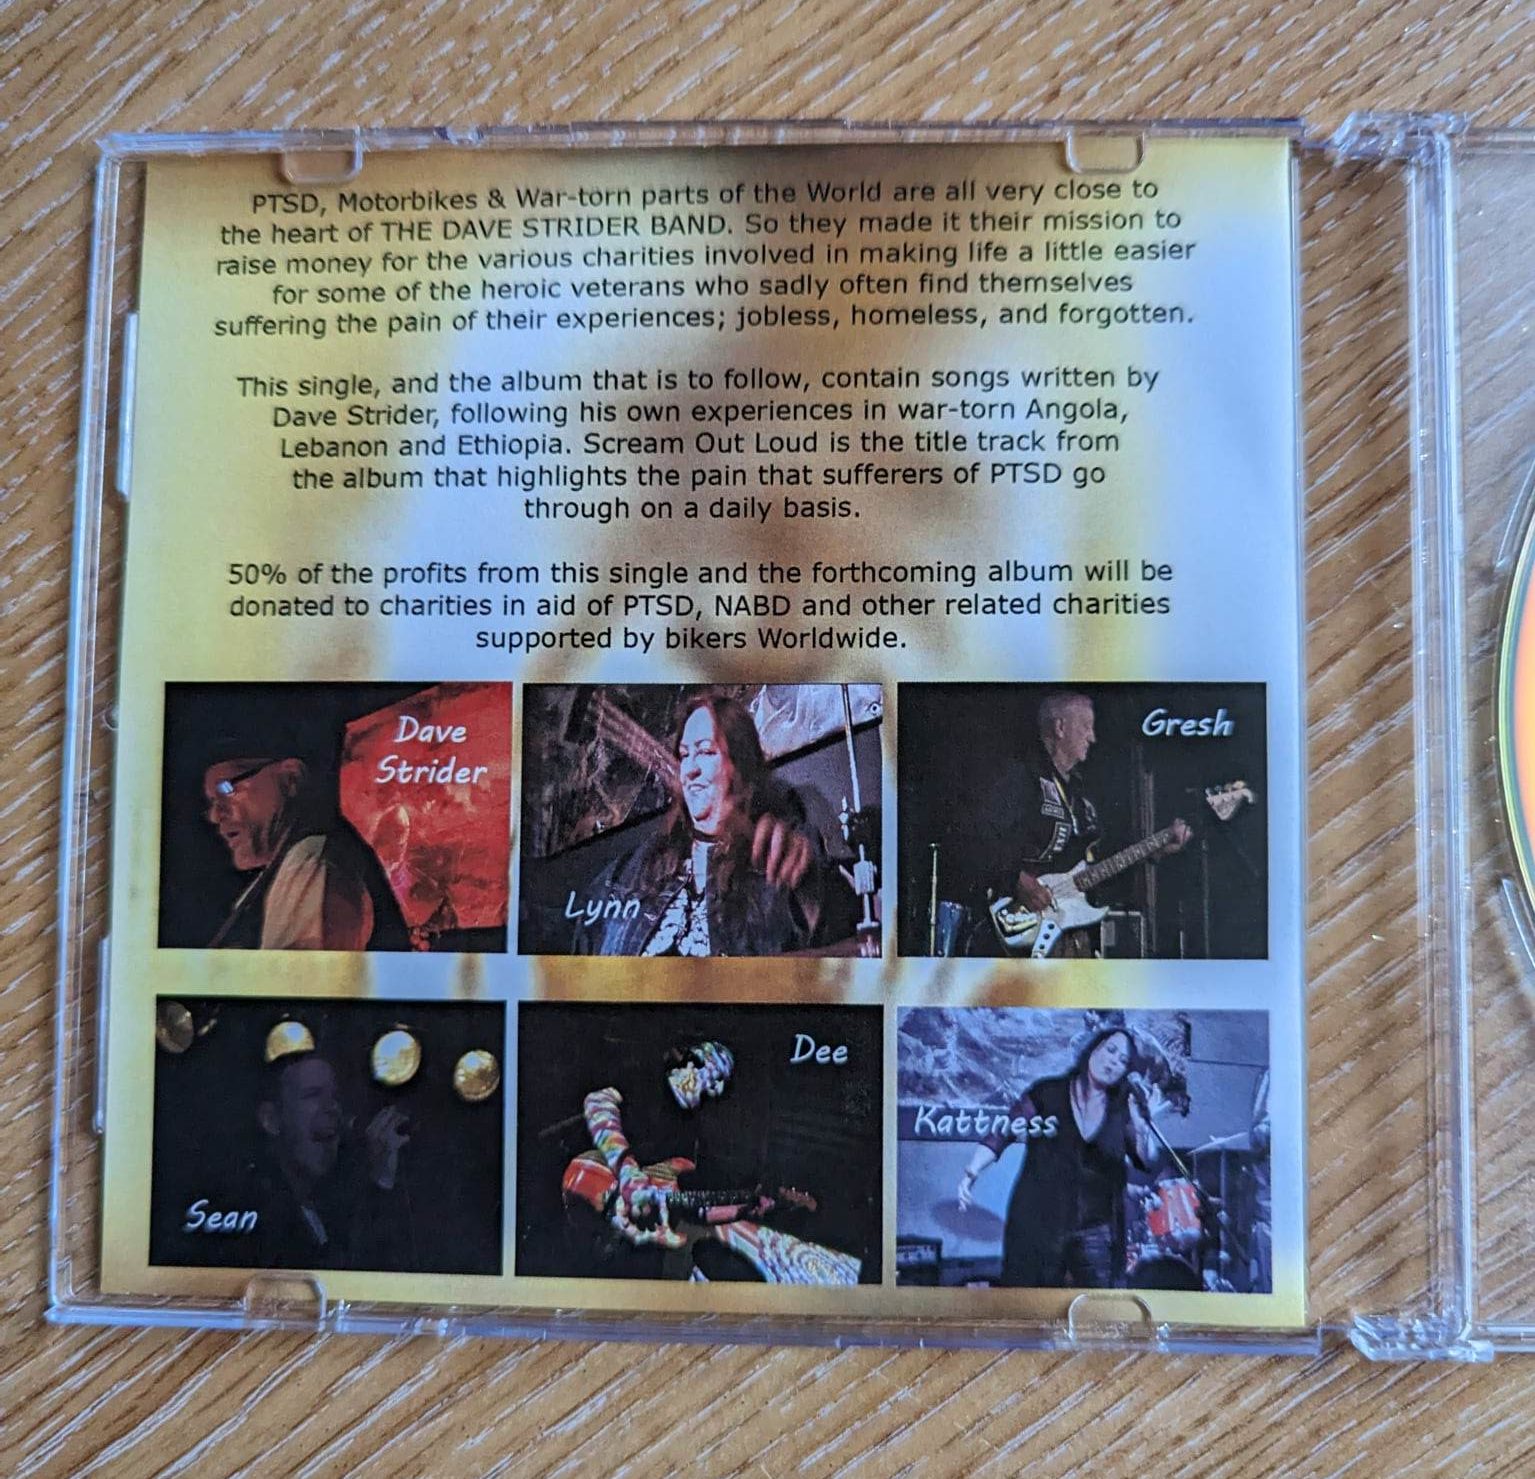 PTSD, Motorbikes & War-torn parts of the World are all very close to
the heart of THE DAVE STRIDER BAND. So they made it their mission to
raise money for the various charities involved in making life a little easier
for some of the heroic veterans who sadly often find themselves
suffering the pain of their experiences; jobless, homeless, and forgotten.
This single, and the album that is to follow, contain songs written by
Dave Strider, following his own experiences in war-torn Angola,
Lebanon and Ethiopia. Scream Out Loud is the title track from
the album that highlights the pain that sufferers of PTSD go
through on a daily basis.
50% of the profits from this single and the forthcoming album will be
donated to charities in aid of PTSD, NABD and other related charities
supported by bikers Worldwide.
Dave
Strider
Lynn
Gresh
Sean
Dee
Kattness